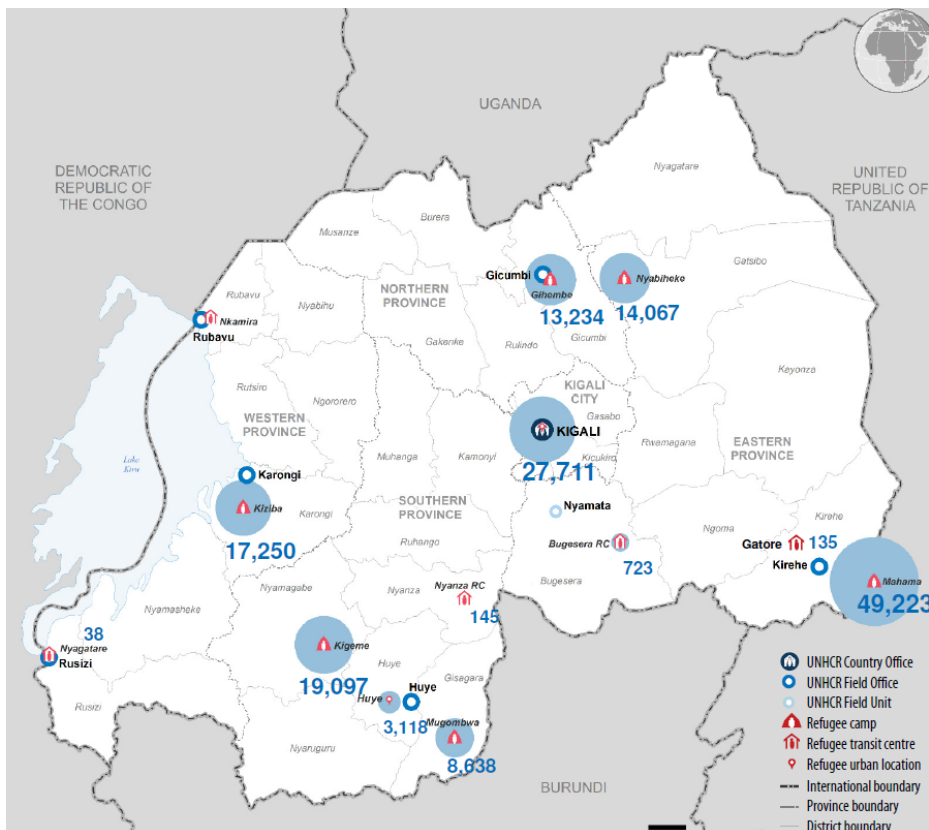 UGANDA
DEMOCRATIC
REPUBLIC OF
THE CONGO
UNITED
REPUBLIC OF
TANZANIA
Nyagatare
Burera
Musanze
Gicumbi
Gihembe
13,234
Nyabiheke
14,067
Gatsibo
NORTHERN
PROVINCE
Rubavu
Nyabihu
Nkamira
Rubavu
Gakenke
Rulindo
Gicumbi
Kayonza
Rutsiro
Ngororero
WESTERN
PROVINCE
KIGALI
CITY
Gasabo
KIGALI
Kicukiro
27,711
Rwamagana
EASTERN
PROVINCE
Muhanga
Kamonyi
Lake
Kivu
Karongi
Kiziba
Karongi
17,250
SOUTHERN
PROVINCE
Ruhango
Nyamata
Bugesera RC
723
Bugesera
Ngoma
Kirehe
Gatore
135
Kirehe
Mahama
49,223
Nyamagabe
Nyanza
Nyanza RC
145
Nyamasheke
38
Nyagatare
Rusizi
Rusizi
Kigeme
19,097
Huye
Gisagara
Huye
Huye
3,118
Mugombwa
8,638
Nyaruguru
BURUNDI
UNHCR Country Office
UNHCR Field Office
UNHCR Field Unit
Refugee camp
Refugee transit centre
Refugee urban location
International boundary
Province boundary
District boundary